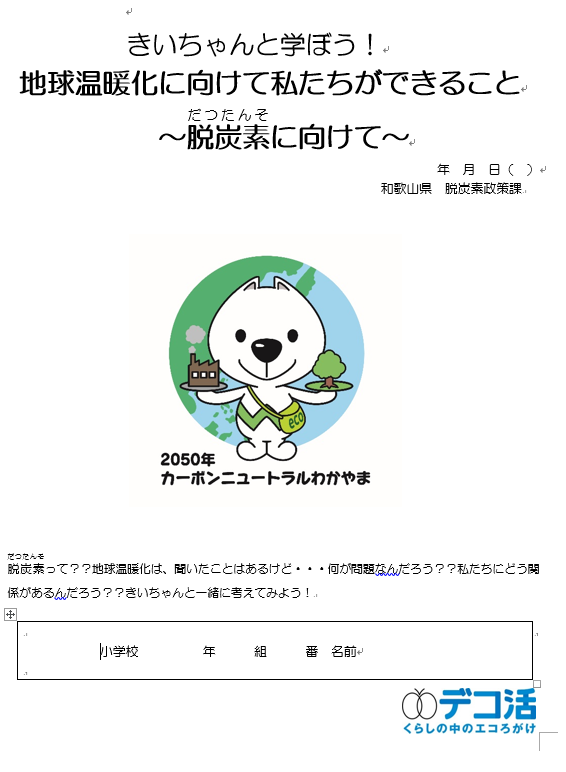 きいちゃんと学ぼう！
地球温暖化に向けて私たちができること
だつたんそ
～脱炭素に向けて～
年　月　日（　）
和歌山県　脱炭素政策課
eco
2050年
カーボンニュートラルわかやま
だつたんそ
脱炭素って？？地球温暖化は、聞いたことはあるけど・・・何が問題なんだろう？？私たちにどう関
係があるんだろう？？きいちゃんと一緒に考えてみよう！
小学校　　　　　年　　　組　　　番　名前
デコ活
くらしの中のエコろがけ